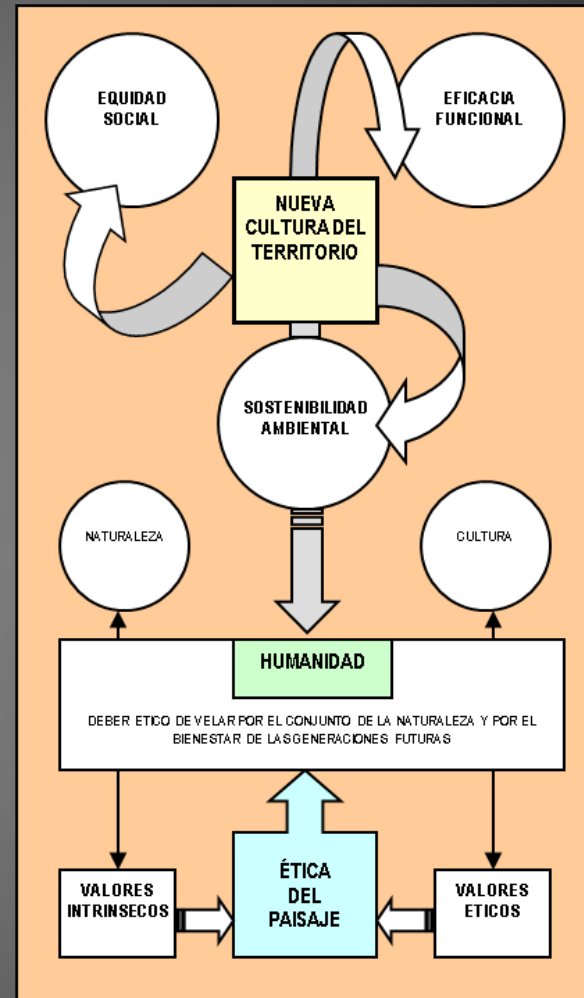 EQUIDAD
SOCIAL
EFICACIA
FUNCIONAL
NUEVA
CULTURA DEL
TERRITORIO
SOSTENIBILIDAD
AMBIENTAL
NATURALEZA
CULTURA
HUMANIDAD
DEBER ETICO DE VELAR POR EL CONJUNTO DE LA NATURALEZA Y POR EL
BIENESTAR DE LAS GENERACIONES FUTURAS
VALORES
INTRINSECOS
ÉTICA
DEL
PAISAJE
VALORES
ETICOS